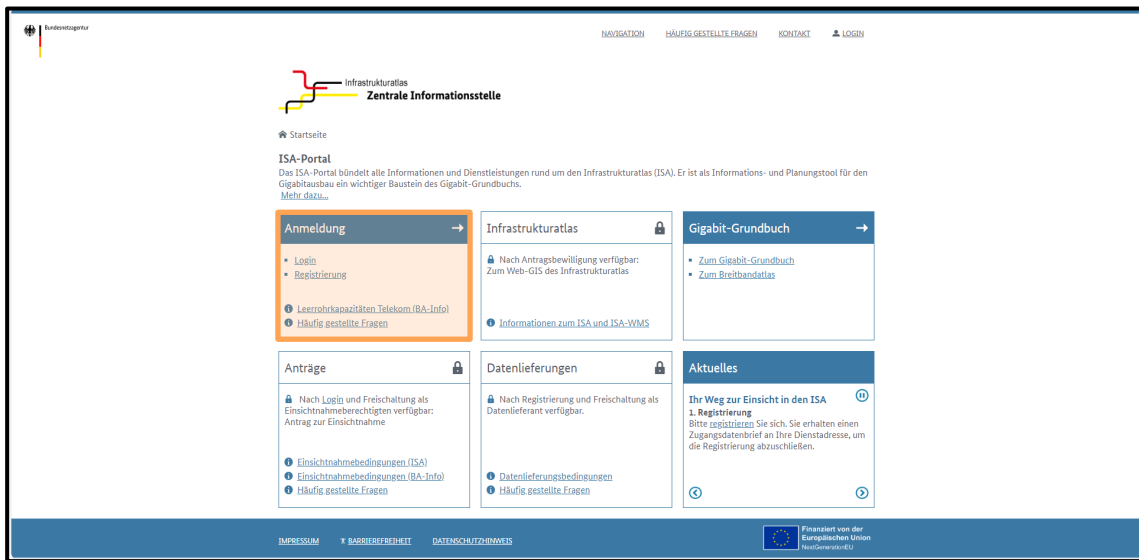 Bundesnetzagentur
NAVIGATION HÄUFIG GESTELLTE FRAGEN KONTAKT LOGIN
Infrastrukturatlas
Zentrale Informationsstelle
Startseite
ISA-Portal
Das ISA-Portal bündelt alle Informationen und Dienstleistungen rund um den Infrastrukturatlas (ISA). Er ist als Informations- und Planungstool für den
Gigabitausbau ein wichtiger Baustein des Gigabit-Grundbuchs.
Mehr dazu...
Anmeldung
Login
Registrierung
Leerrohrkapazitäten Telekom (BA-Info)
Häufig gestellte Fragen
Infrastrukturatlas
Nach Antragsbewilligung verfügbar:
Zum Web-GIS des Infrastrukturatlas
Informationen zum ISA und ISA-WMS
Gigabit-Grundbuch
Zum Gigabit-Grundbuch
Zum Breitbandatlas
Anträge
Nach Login und Freischaltung als
Einsichtnahmeberechtigten verfügbar:
Antrag zur Einsichtnahme
Einsichtnahmebedingungen (ISA)
Einsichtnahmebedingungen (BA-Info)
Häufig gestellte Fragen
Datenlieferungen
Nach Registrierung und Freischaltung als
Datenlieferant verfügbar.
Datenlieferungsbedingungen
Häufig gestellte Fragen
Aktuelles
Ihr Weg zur Einsicht in den ISA
1. Registrierung
Bitte registrieren Sie sich. Sie erhalten einen
Zugangsdatenbrief an Ihre Dienstadresse, um
die Registrierung abzuschließen.
IMPRESSUM BARRIEREFREIHEIT DATENSCHUTZHINWEIS
Finanziert von der
Europäischen Union
NextGenerationEU